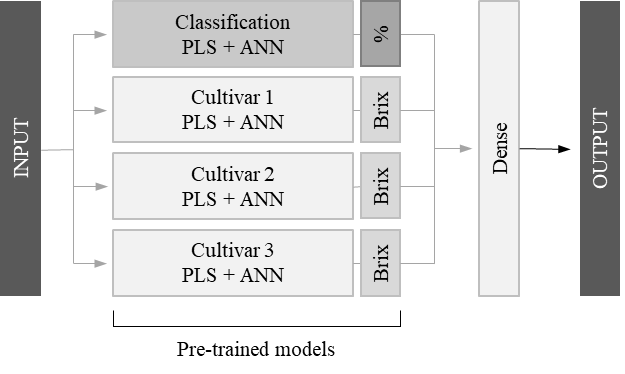 INPUT
Classification
PLS + ANN
%
Cultivar 1
PLS + ANN
Brix
Cultivar 2
PLS + ANN
Brix
Cultivar 3
PLS + ANN
Brix
Dense
OUTPUT
Pre-trained models